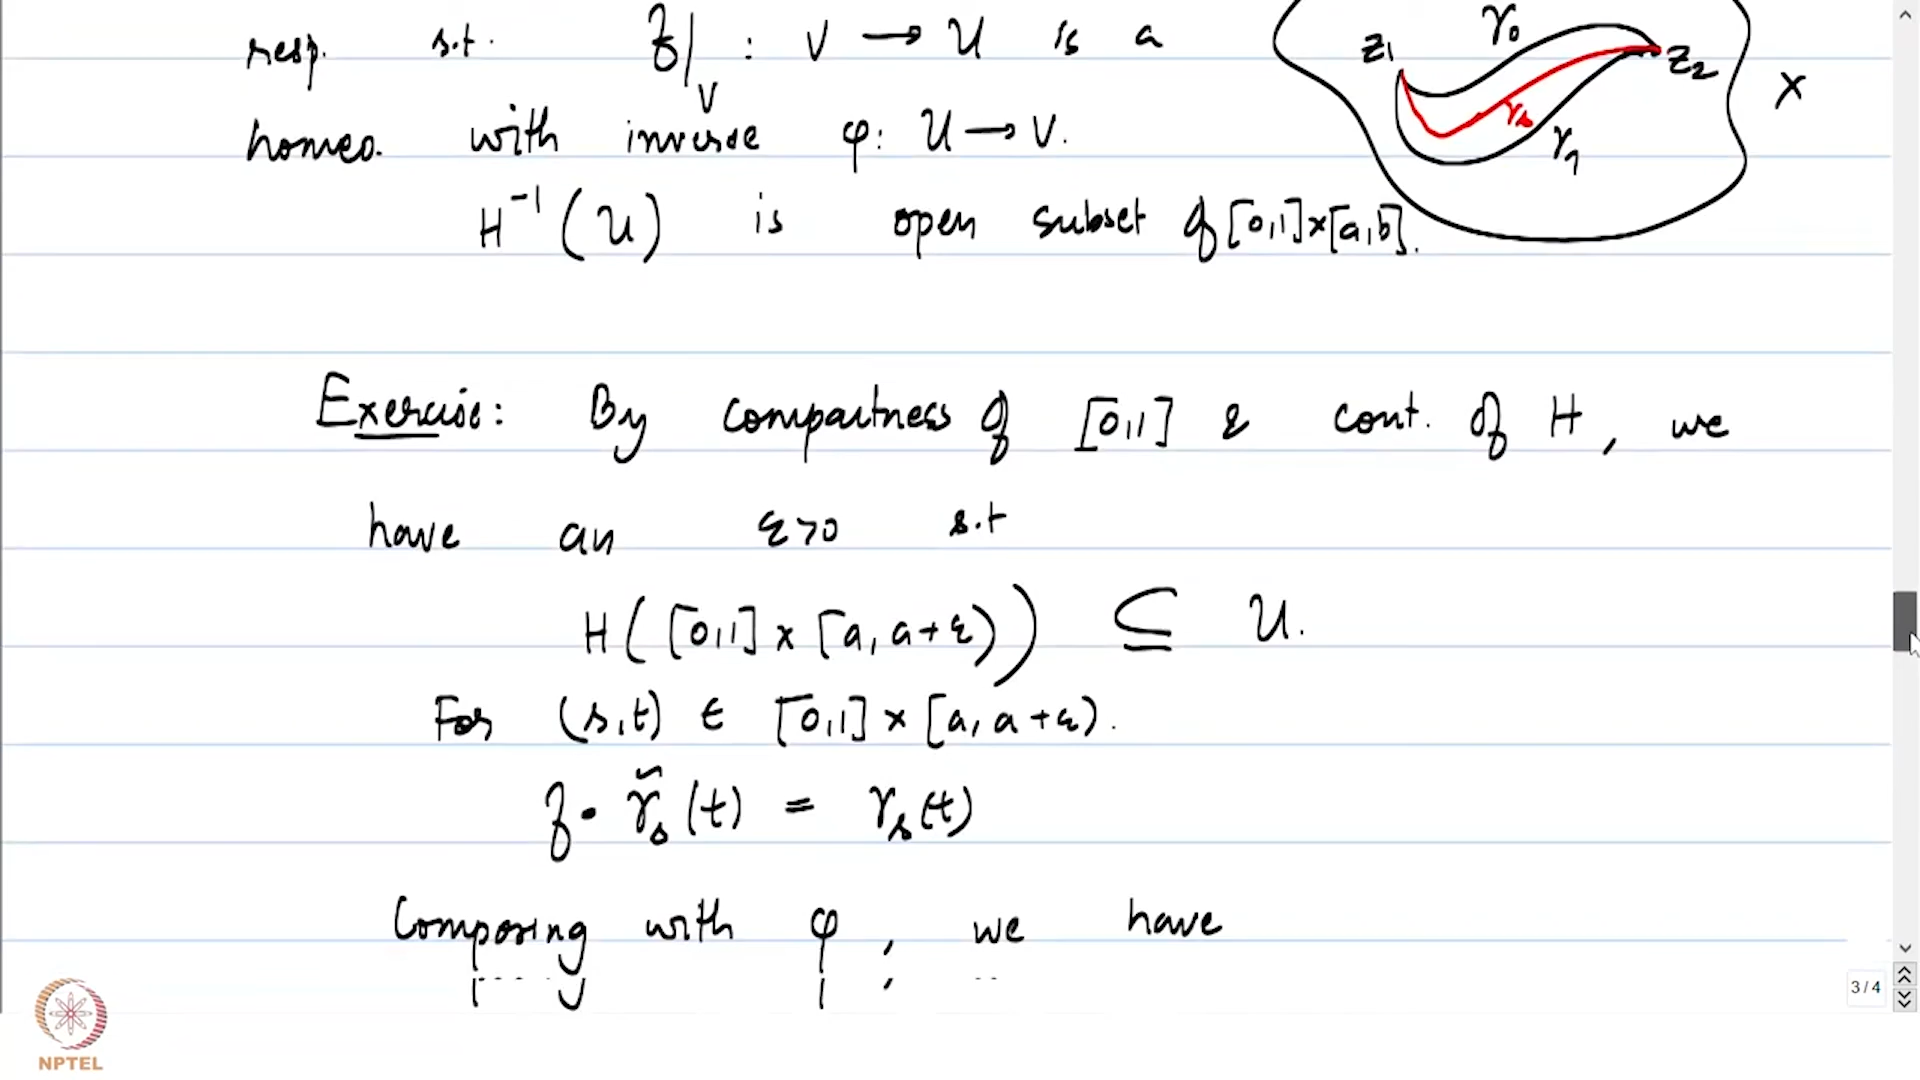 resp. s.t. f|_V : V → U is a
homeo. with inverse φ: U → V.
H⁻¹(U) is open subset of [0,1]×[a,b].
z₁ γ₀ z₂ X
γₛ γ₁
Exercise: By compactness of [0,1] & cont. of H, we
have an ε>0 s.t
H([0,1] × [a, a+ε)) ⊆ U.
For (s,t) ∈ [0,1] × [a, a+ε).
f∘γ̃ₛ(t) = γₛ(t)
Composing with φ, we have
3 / 4
NPTEL